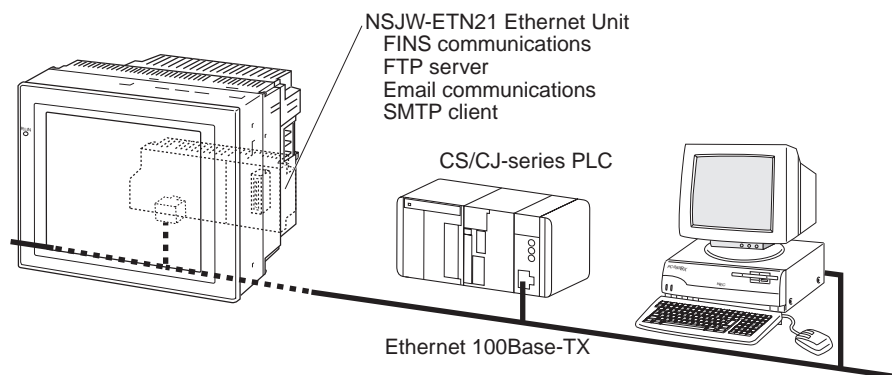 NSJW-ETN21 Ethernet Unit
FINS communications
FTP server
Email communications
SMTP client
CS/CJ-series PLC
Ethernet 100Base-TX